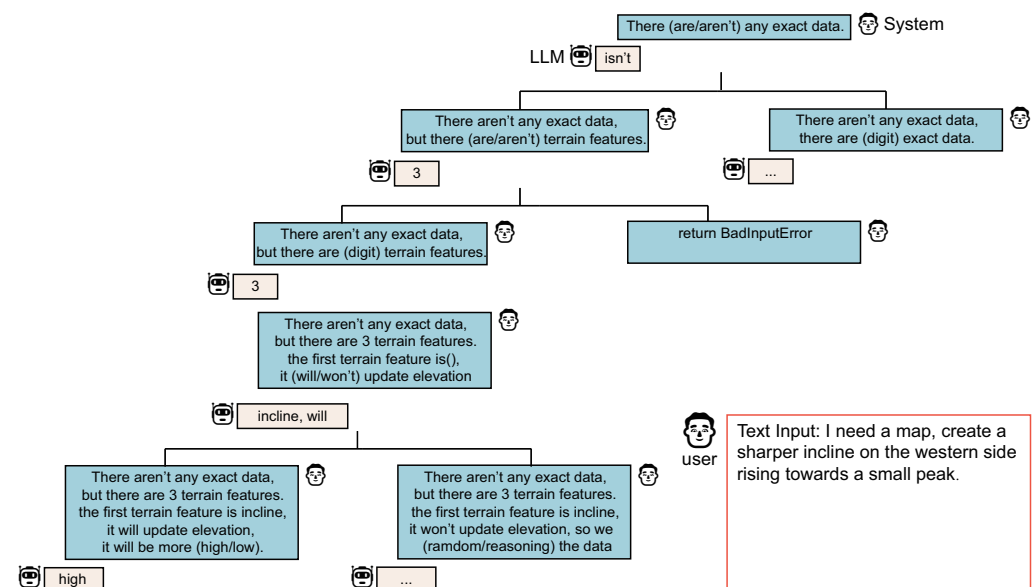 There (are/aren't) any exact data.
System
LLM
isn't
There aren't any exact data,
but there (are/aren't) terrain features.
There aren't any exact data,
there are (digit) exact data.
3
...
There aren't any exact data,
but there are (digit) terrain features.
return BadInputError
3
There aren't any exact data,
but there are 3 terrain features.
the first terrain feature is(),
it (will/won't) update elevation
incline, will
There aren't any exact data,
but there are 3 terrain features.
the first terrain feature is incline,
it will update elevation,
it will be more (high/low).
There aren't any exact data,
but there are 3 terrain features.
the first terrain feature is incline,
it won't update elevation, so we
(ramdom/reasoning) the data
high
...
user
Text Input: I need a map, create a
sharper incline on the western side
rising towards a small peak.